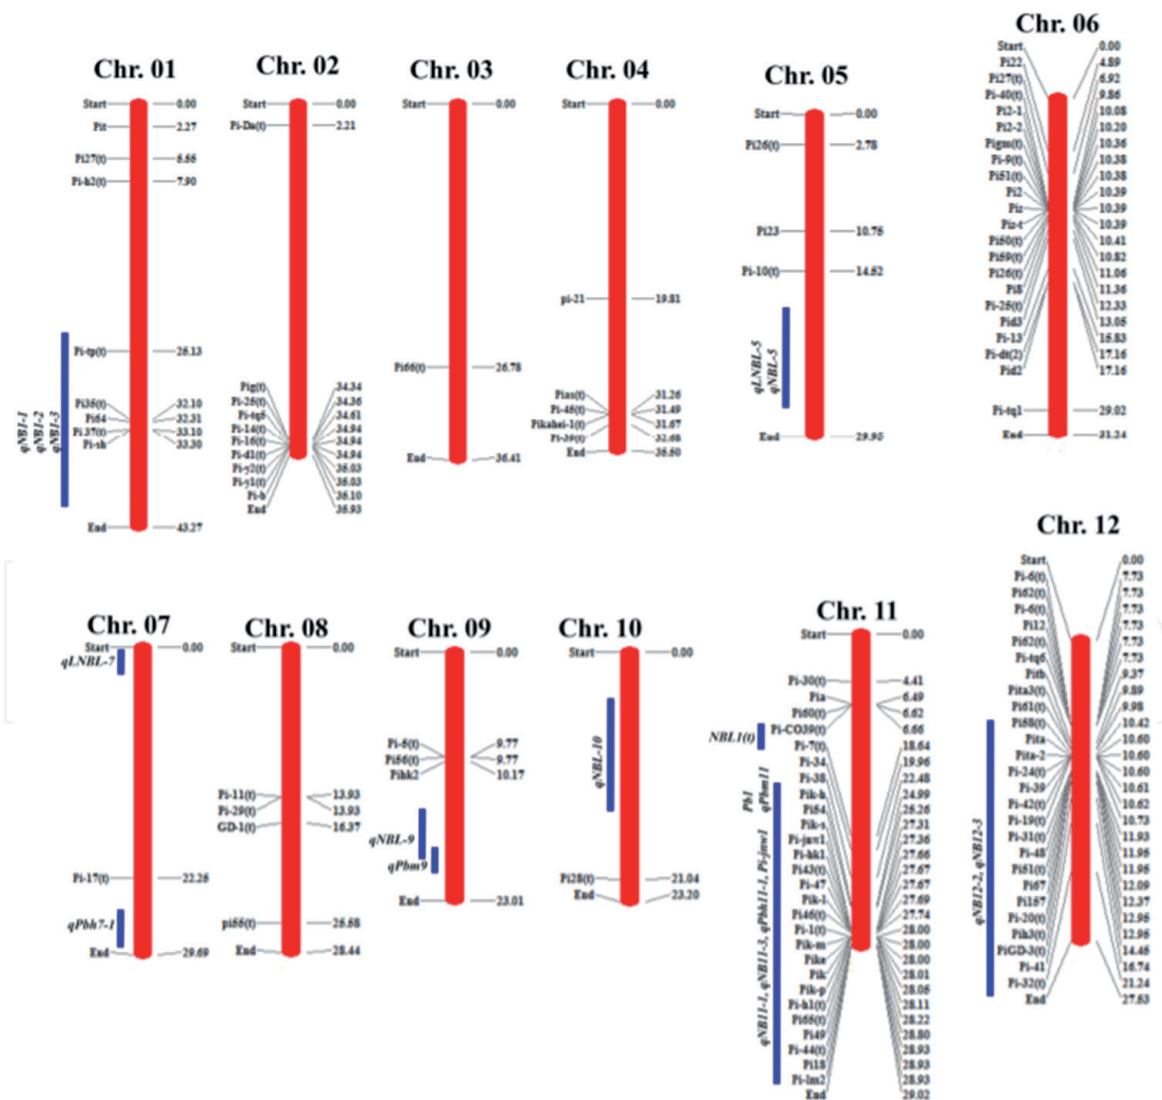 Chr. 01
Start 0.00
Pit 2.27
Pi27(t)
Pi-h2(t) 7.90
Pi-tp(t) 25.13
Pi35(t) 32.10
Pi64 32.31
Pi 37(t) 33.10
Pi-sh 33.30
End 43.27
qNB1-1
qNB1-2
qNB1-3
Chr. 02
Start 0.00
Pi-Da(t) 2.21
Pig(t) 34.34
Pi-25(t) 34.36
Pi-tq5 34.61
Pi-14(t) 34.94
Pi-16(t) 34.94
Pi-d1(t) 34.94
Pi-y2(t) 35.03
Pi-y1(t) 35.03
Pi-b 35.10
End 35.93
Chr. 03
Start 0.00
Pi66(t) 26.78
End 36.41
Chr. 04
Start 0.00
pi-21 19.81
Pias(t) 31.26
Pi-45(t) 31.49
Pikahei-1(t) 31.67
Pi-39(t) 32.68
End 35.50
Chr. 05
Start 0.00
Pi26(t) 2.78
Pi23 10.75
Pi-10(t) 14.52
End 29.95
qLNBL-5
qNBL-5
Chr. 06
Start 0.00
Pi22 4.89
Pi27(t) 6.92
Pi-40(t) 9.86
Pi2-1 10.08
Pi2-2 10.20
Pigm(t) 10.36
Pi-9(t) 10.38
Pi51(t) 10.38
Pi2 10.39
Piz 10.39
Piz-t 10.39
Pi50(t) 10.41
Pi59(t) 10.82
Pi26(t) 11.06
Pi8 11.36
Pi-25(t) 12.33
Pid3 13.05
Pi-13 15.83
Pi-dt(2) 17.16
Pid2 17.16
Pi-tq1 29.02
End 31.24
Chr. 07
Start 0.00
qLNBL-7
Pi-17(t) 22.25
qPbh7-1
End 29.69
Chr. 08
Start 0.00
Pi-11(t) 13.93
Pi-29(t) 13.93
GD-1(t) 16.37
pi55(t) 25.58
End 28.44
Chr. 09
Start 0.00
Pi-5(t) 9.77
Pi56(t) 9.77
Pihk2 10.17
qNBL-9
qPbm9
End 23.01
Chr. 10
Start 0.00
qNBL-10
Pi28(t) 21.04
End 23.20
Chr. 11
Start 0.00
Pi-30(t) 4.41
Pia 6.49
Pi60(t) 6.62
Pi-CO39(t) 6.66
Pi-7(t) 18.64
Pi-34 19.96
Pi-38 22.48
Pik-h 24.99
Pi54 25.26
Pik-s 27.31
Pi-jnw1 27.36
Pi-hk1 27.66
Pi43(t) 27.67
Pi-47 27.67
Pik-l 27.69
Pi46(t) 27.74
Pi-1(t) 28.00
Pik-m 28.00
Pike 28.00
Pik 28.01
Pik-p 28.05
Pi-h1(t) 28.11
Pi65(t) 28.22
Pi49 28.80
Pi-44(t) 28.93
Pi18 28.93
Pi-lm2 28.93
End 29.02
NBL1(t)
Pb1
qPbm11
qNB11-1, qNB11-3, qPbh11-1, Pi-jnw1
Chr. 12
Start 0.00
Pi-6(t) 7.73
Pi62(t) 7.73
Pi-6(t) 7.73
Pi12 7.73
Pi62(t) 7.73
Pi-tq6 7.73
Pitb 9.37
Pita3(t) 9.89
Pi61(t) 9.98
Pi58(t) 10.42
Pita 10.60
Pita-2 10.60
Pi-24(t) 10.60
Pi-39 10.61
Pi-42(t) 10.62
Pi-19(t) 10.73
Pi-31(t) 11.93
Pi-48 11.95
Pi51(t) 11.95
Pi67 12.09
Pi157 12.37
Pi-20(t) 12.95
Pih3(t) 12.95
PiGD-3(t) 14.45
Pi-41 16.74
Pi-32(t) 21.24
End 27.53
qNB12-2, qNB12-3